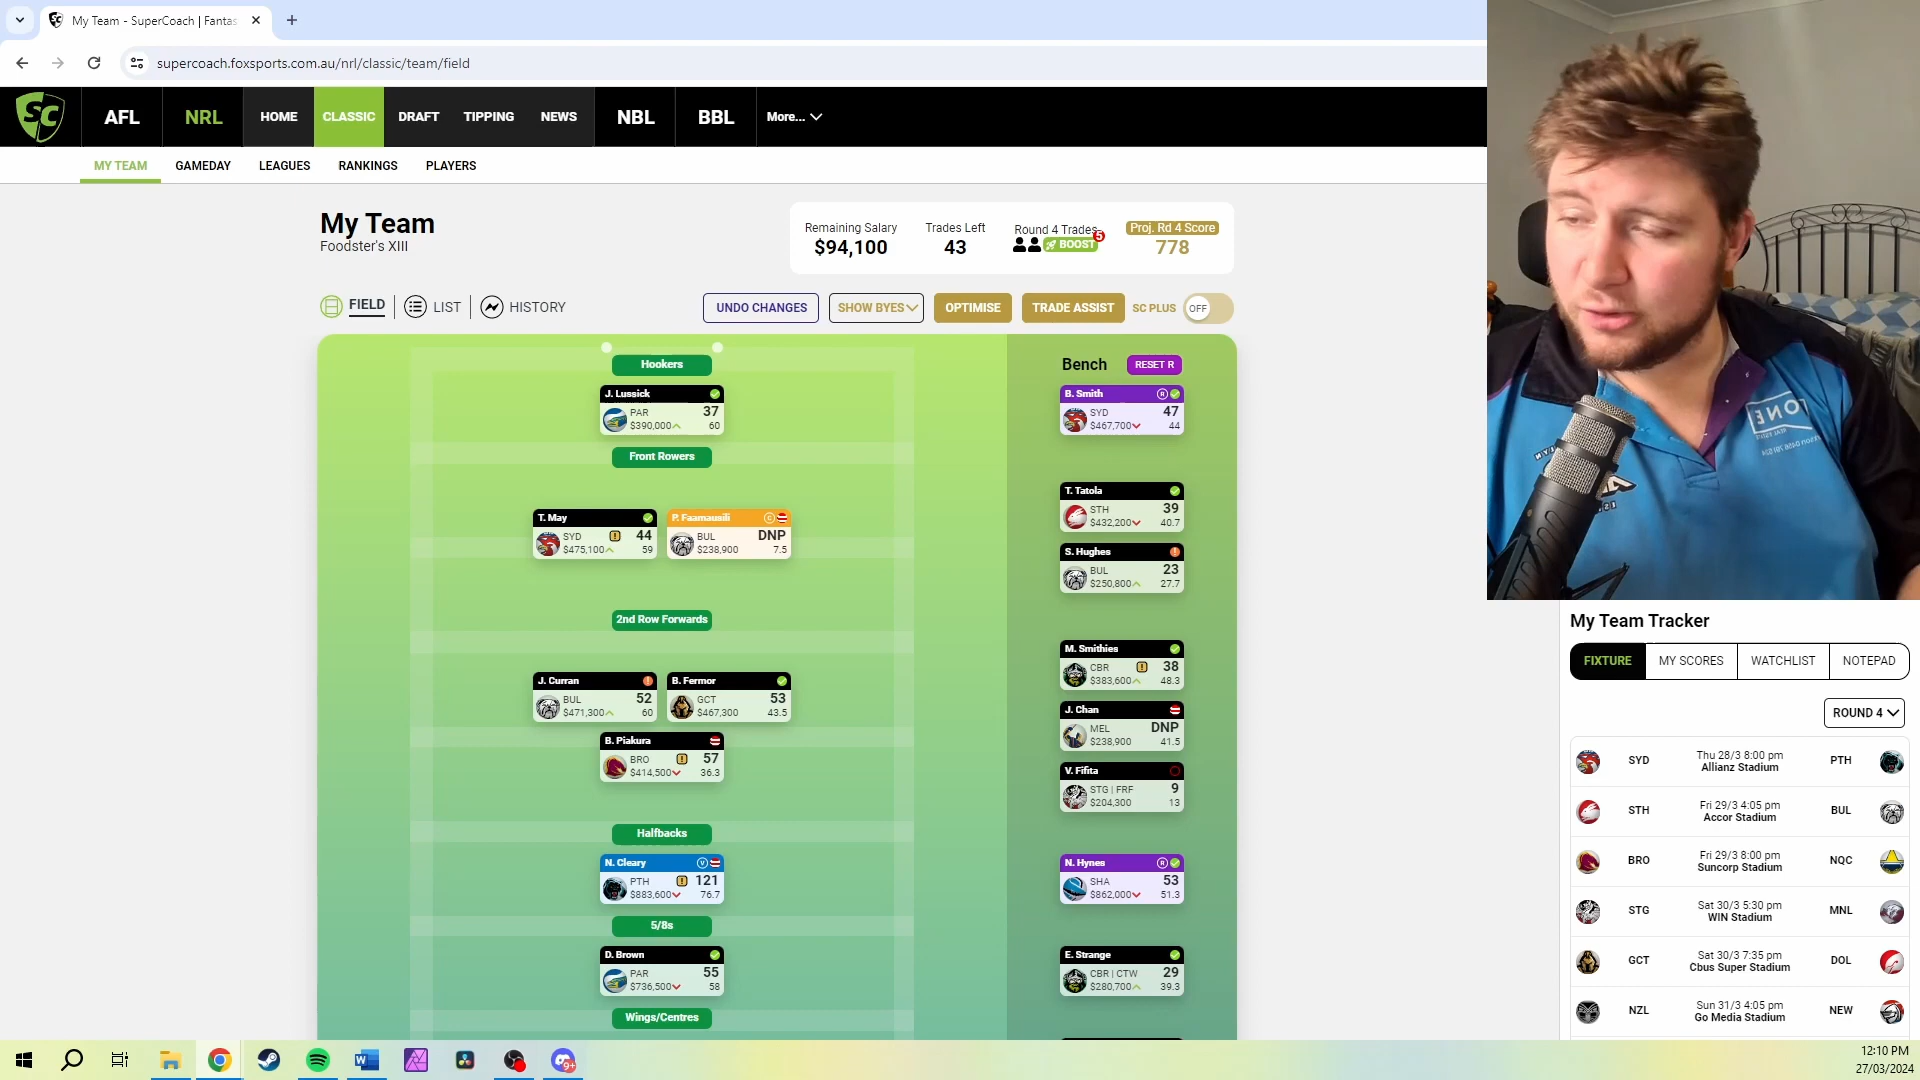 My Team - SuperCoach | Fantas
supercoach.foxsports.com.au/nrl/classic/team/field
SC
AFL
NRL
HOME
CLASSIC
DRAFT
TIPPING
NEWS
NBL
BBL
More...
MY TEAM
GAMEDAY
LEAGUES
RANKINGS
PLAYERS
My Team
Foodster's XIII
Remaining Salary
$94,100
Trades Left
43
Round 4 Trades
BOOST
5
Proj. Rd 4 Score
778
FIELD
LIST
HISTORY
UNDO CHANGES
SHOW BYES
OPTIMISE
TRADE ASSIST
SC PLUS
OFF
Hookers
J. Lussick
PAR 37
$390,000 60
Front Rowers
T. May
SYD 44
$475,100 59
P. Faamausili C
BUL DNP
$238,900 7.5
2nd Row Forwards
J. Curran
BUL 52
$471,300 60
B. Fermor
GCT 53
$467,300 43.5
B. Piakura
BRO 57
$414,500 36.3
Halfbacks
N. Cleary V
PTH 121
$883,600 76.7
5/8s
D. Brown
PAR 55
$736,500 58
Wings/Centres
Bench
RESET R
B. Smith R
SYD 47
$467,700 44
T. Tatola
STH 39
$432,200 40.7
S. Hughes
BUL 23
$250,800 27.7
M. Smithies
CBR 38
$383,600 48.3
J. Chan
MEL DNP
$238,900 41.5
V. Fifita
STG | FRF 9
$204,300 13
N. Hynes R
SHA 53
$862,000 51.3
E. Strange
CBR | CTW 29
$280,700 39.3
My Team Tracker
FIXTURE
MY SCORES
WATCHLIST
NOTEPAD
ROUND 4
SYD Thu 28/3 8:00 pm PTH
Allianz Stadium
STH Fri 29/3 4:05 pm BUL
Accor Stadium
BRO Fri 29/3 8:00 pm NQC
Suncorp Stadium
STG Sat 30/3 5:30 pm MNL
WIN Stadium
GCT Sat 30/3 7:35 pm DOL
Cbus Super Stadium
NZL Sun 31/3 4:05 pm NEW
Go Media Stadium
9+
12:10 PM
27/03/2024